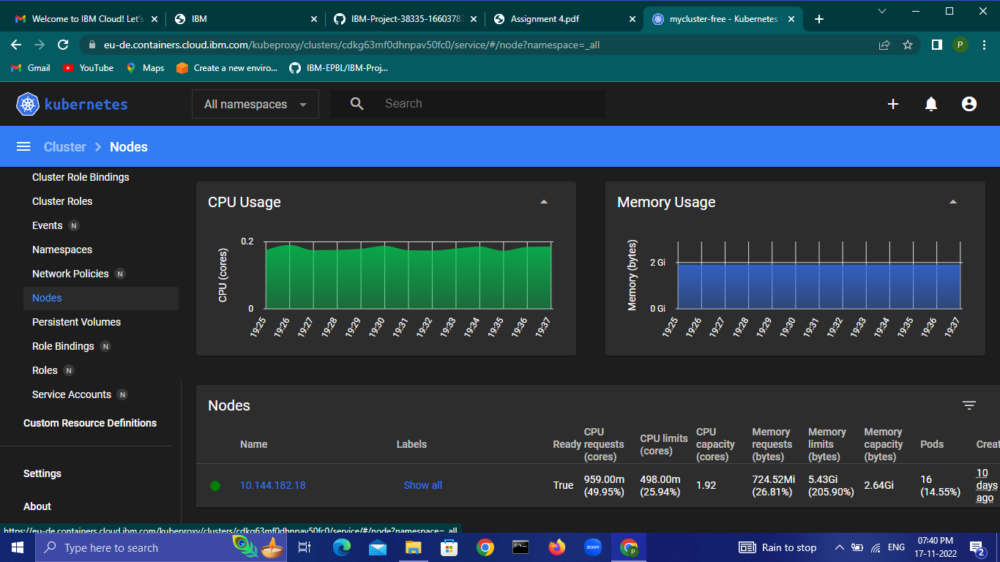 Welcome to IBM Cloud! Let's
IBM
IBM-Project-38335-16603787
Assignment 4.pdf
mycluster-free - Kubernetes
eu-de.containers.cloud.ibm.com/kubeproxy/clusters/cdkg63mf0dhnpav50fc0/service/#/node?namespace=_all
P
Gmail
YouTube
Maps
Create a new enviro...
IBM-EPBL/IBM-Proj...
kubernetes
All namespaces
Search
Cluster
Nodes
Cluster Role Bindings
Cluster Roles
Events N
Namespaces
Network Policies N
Nodes
Persistent Volumes
Role Bindings N
Roles N
Service Accounts N
Custom Resource Definitions
Settings
About
CPU Usage
CPU (cores)
0.2
0
19:25 19:26 19:27 19:28 19:29 19:30 19:31 19:32 19:33 19:34 19:35 19:36 19:37
Memory Usage
Memory (bytes)
2 Gi
0 Gi
19:25 19:26 19:27 19:28 19:29 19:30 19:31 19:32 19:33 19:34 19:35 19:36 19:37
Nodes
Name
Labels
Ready
CPU
requests
(cores)
CPU limits
(cores)
CPU
capacity
(cores)
Memory
requests
(bytes)
Memory
limits
(bytes)
Memory
capacity
(bytes)
Pods
Creat
10.144.182.18
Show all
True
959.00m
(49.95%)
498.00m
(25.94%)
1.92
724.52Mi
(26.81%)
5.43Gi
(205.90%)
2.64Gi
16
(14.55%)
10
days
ago
https://eu-de.containers.cloud.ibm.com/kubeproxy/clusters/cdkg63mf0dhnpav50fc0/service/#/node?namespace=_all
Type here to search
zoom
P
Rain to stop
ENG
07:40 PM
17-11-2022
2